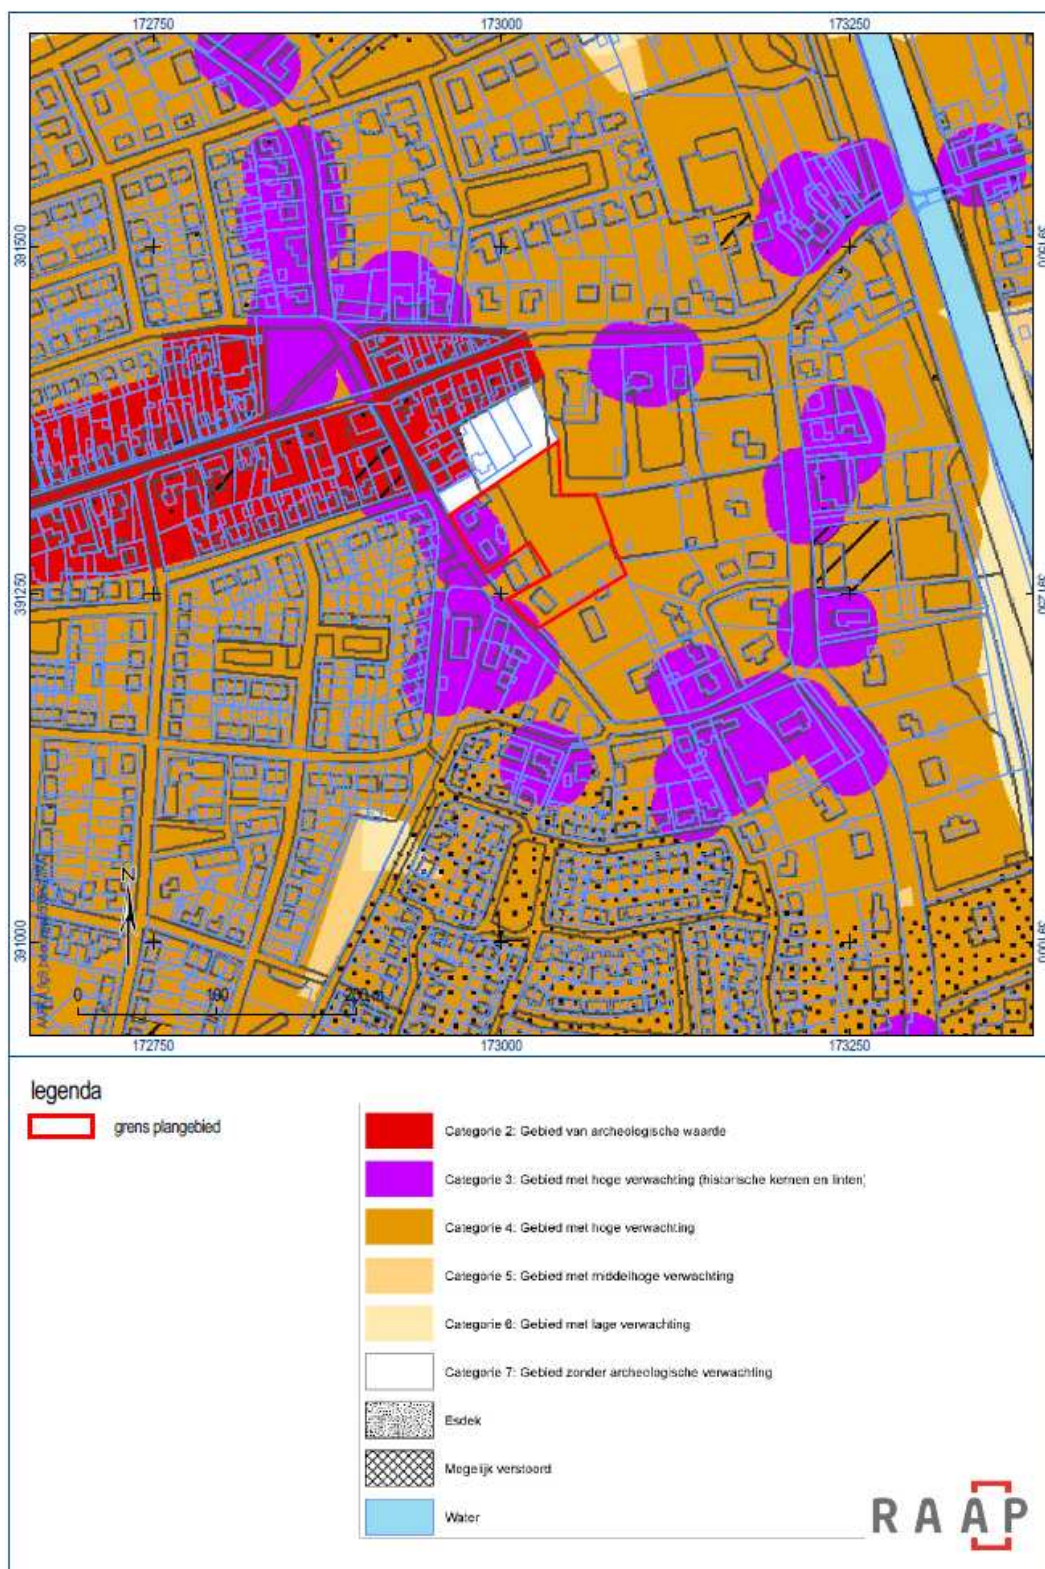 172750 173000 173250
391500 391500
391250 391250
391000 391000
N
0 100 200 m
172750 173000 173250
legenda
grens plangebied
Categorie 2: Gebied van archeologische waarde
Categorie 3: Gebied met hoge verwachting (historische kernen en linten)
Categorie 4: Gebied met hoge verwachting
Categorie 5: Gebied met middelhoge verwachting
Categorie 6: Gebied met lage verwachting
Categorie 7: Gebied zonder archeologische verwachting
Esdek
Mogelijk verstoord
Water
RAAP